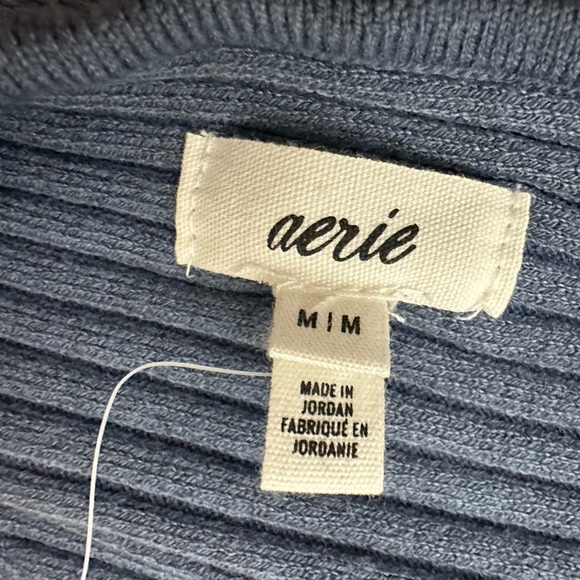 aerie
M | M
MADE IN
JORDAN
FABRIQUÉ EN
JORDANIE